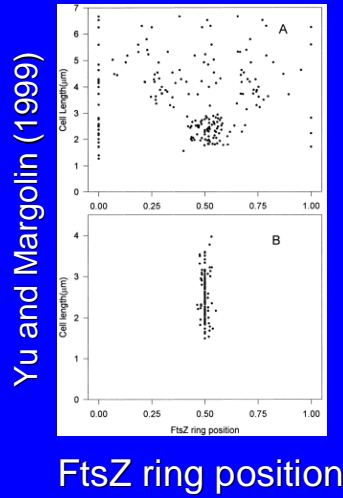 Yu and Margolin (1999)
A
Cell Length(μm)
7
6
5
4
3
2
1
0
0.00 0.25 0.50 0.75 1.00
B
Cell length(μm)
4
3
2
1
0
0.00 0.25 0.50 0.75 1.00
FtsZ ring position
FtsZ ring position